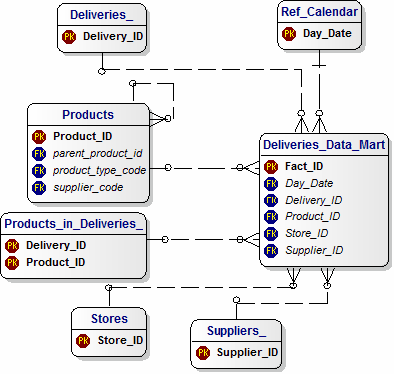 Deliveries_
PK Delivery_ID
Ref_Calendar
PK Day_Date
Products
PK Product_ID
FK parent_product_id
FK product_type_code
FK supplier_code
Deliveries_Data_Mart
PK Fact_ID
FK Day_Date
FK Delivery_ID
FK Product_ID
FK Store_ID
FK Supplier_ID
Products_in_Deliveries_
PK Delivery_ID
PK Product_ID
Stores
PK Store_ID
Suppliers_
PK Supplier_ID